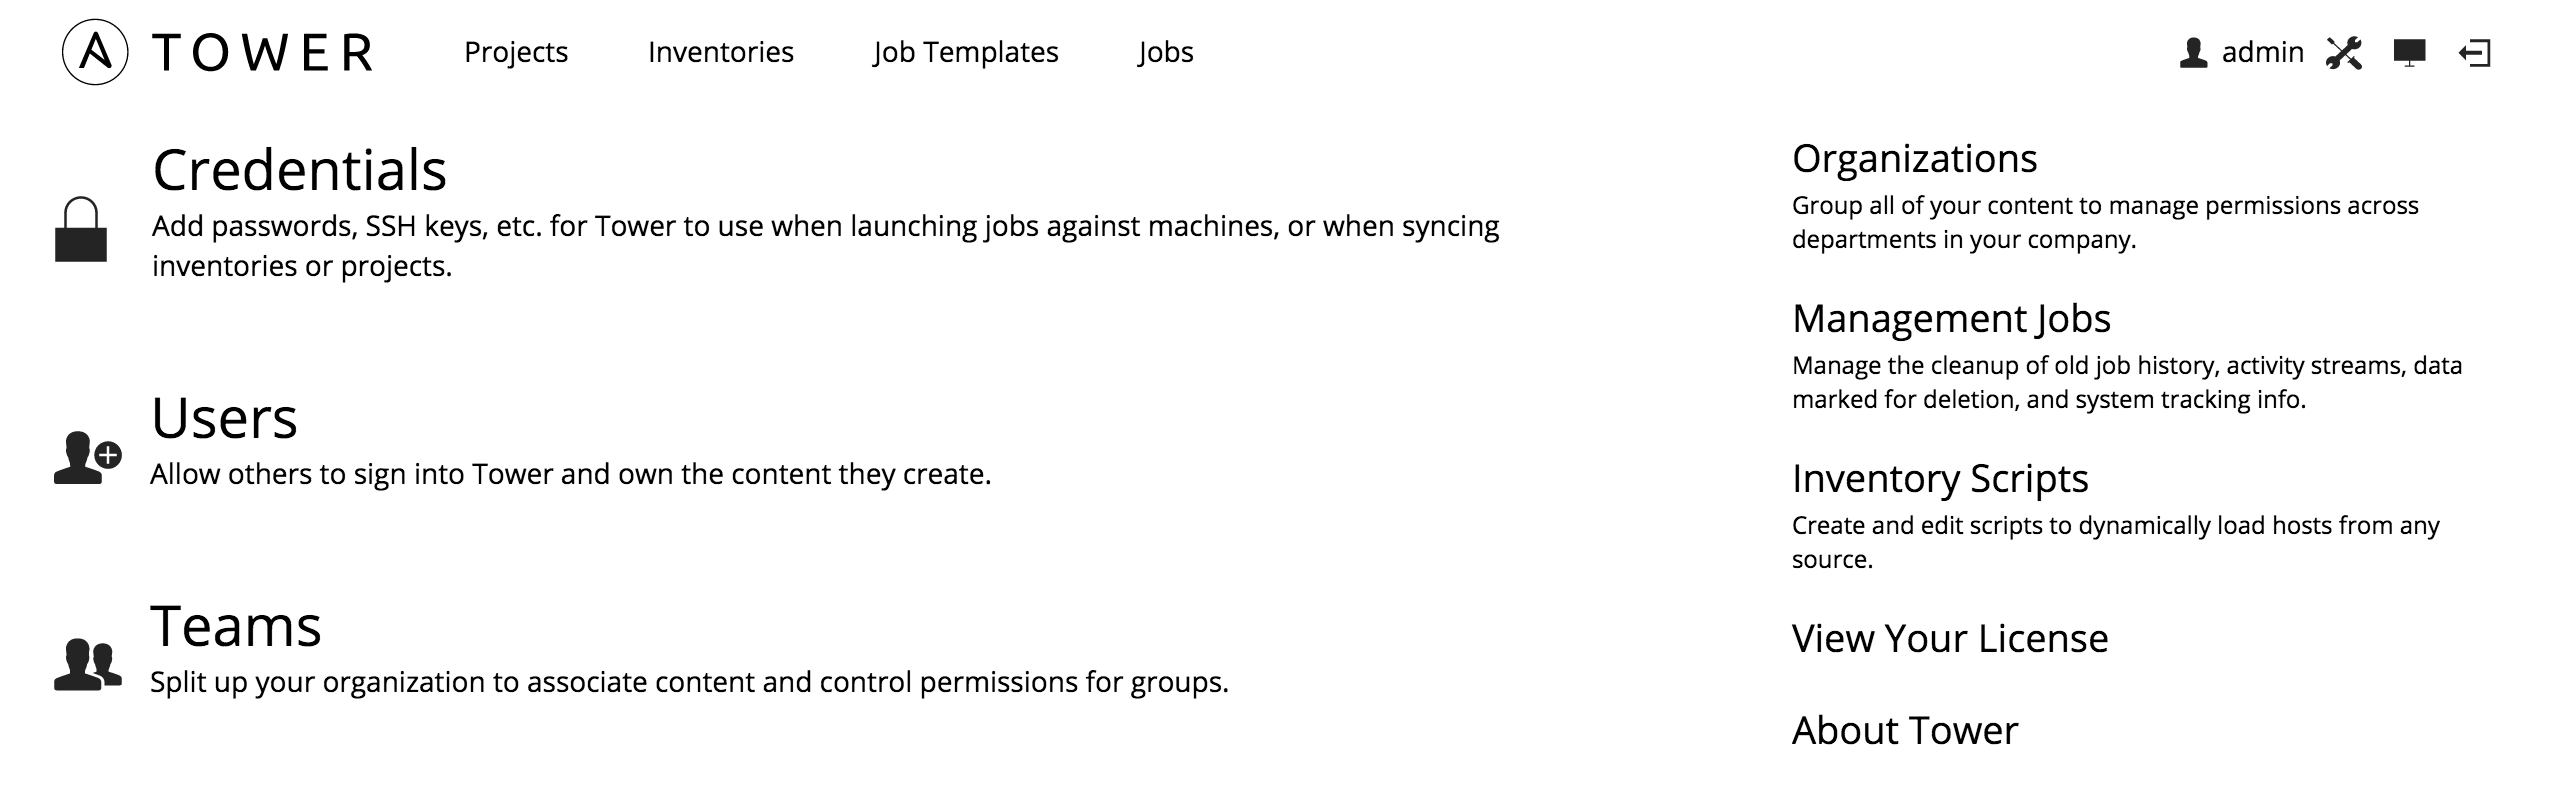 TOWER Projects Inventories Job Templates Jobs admin
Credentials
Add passwords, SSH keys, etc. for Tower to use when launching jobs against machines, or when syncing
inventories or projects.
Users
Allow others to sign into Tower and own the content they create.
Teams
Split up your organization to associate content and control permissions for groups.
Organizations
Group all of your content to manage permissions across
departments in your company.
Management Jobs
Manage the cleanup of old job history, activity streams, data
marked for deletion, and system tracking info.
Inventory Scripts
Create and edit scripts to dynamically load hosts from any
source.
View Your License
About Tower